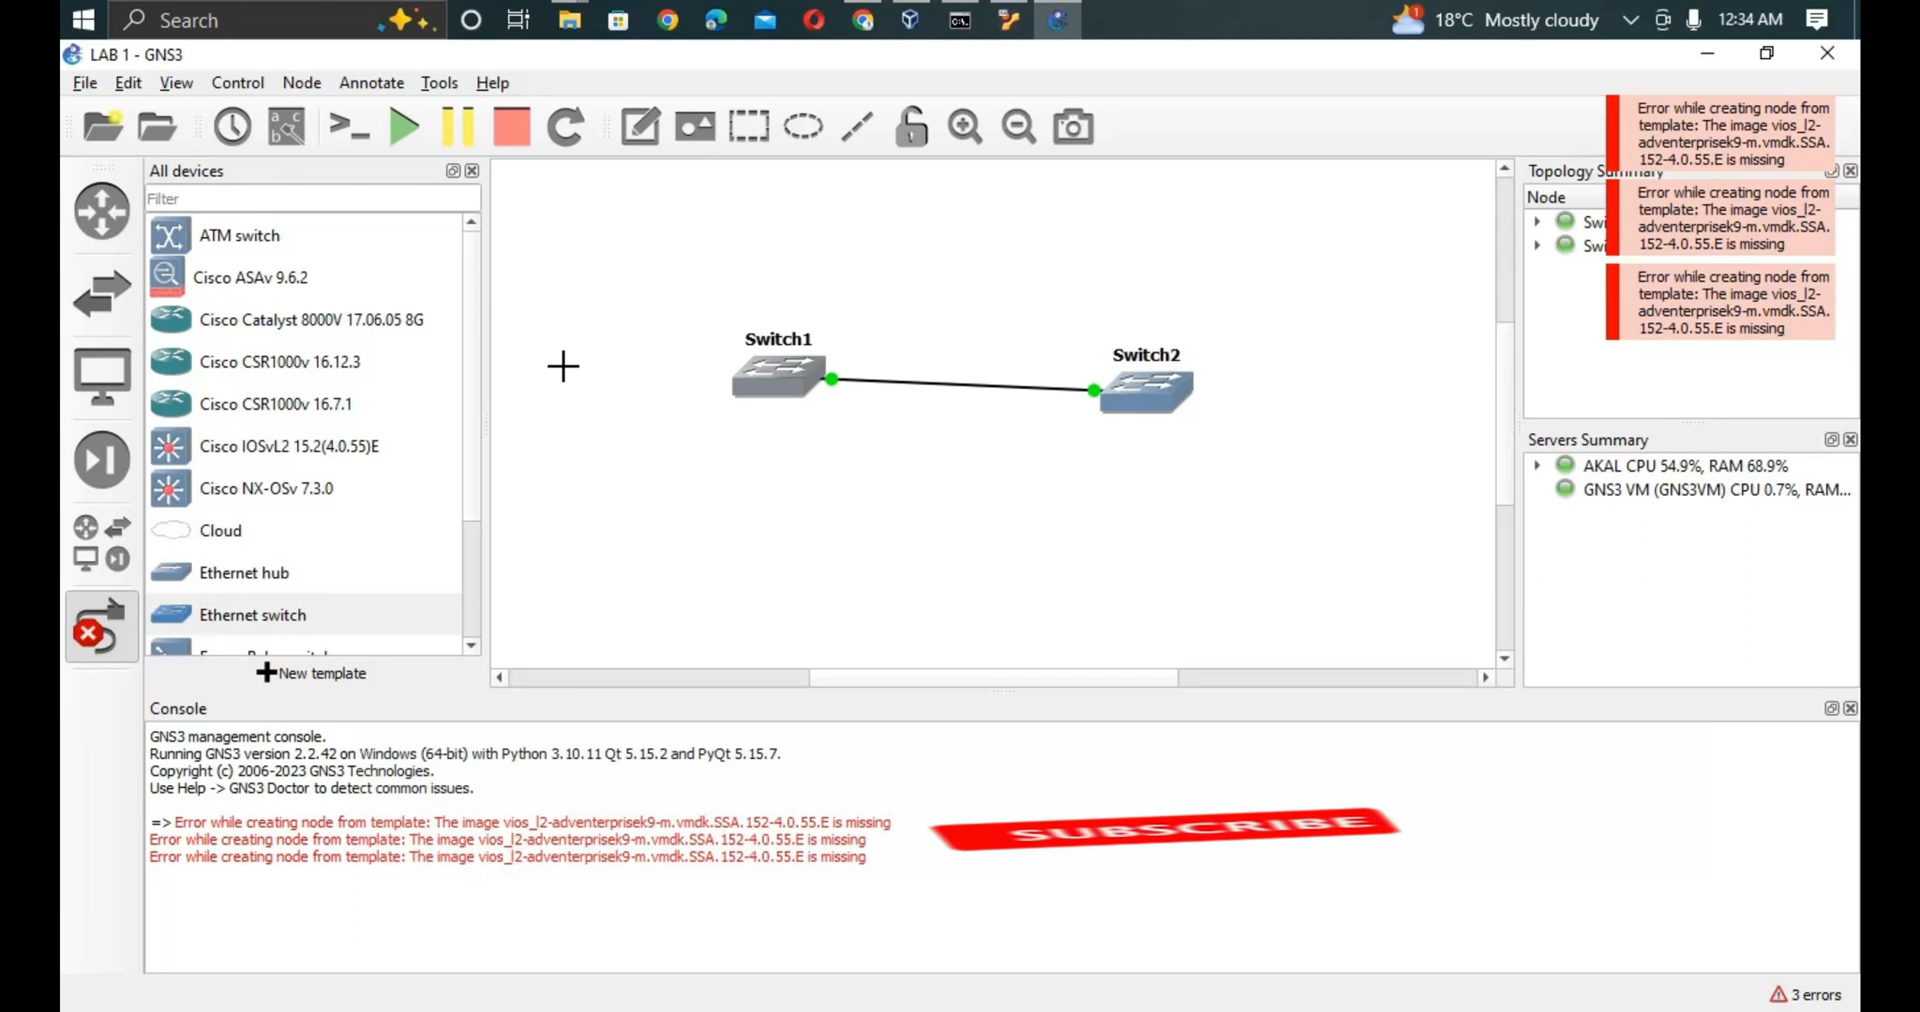 Search
18°C Mostly cloudy
12:34 AM
LAB 1 - GNS3
File Edit View Control Node Annotate Tools Help
All devices
Filter
ATM switch
Cisco ASAv 9.6.2
Cisco Catalyst 8000V 17.06.05 8G
Cisco CSR1000v 16.12.3
Cisco CSR1000v 16.7.1
Cisco IOSvL2 15.2(4.0.55)E
Cisco NX-OSv 7.3.0
Cloud
Ethernet hub
Ethernet switch
New template
Switch1
Switch2
Error while creating node from
template: The image vios_l2-
adventerprisek9-m.vmdk.SSA.
152-4.0.55.E is missing
Error while creating node from
template: The image vios_l2-
adventerprisek9-m.vmdk.SSA.
152-4.0.55.E is missing
Error while creating node from
template: The image vios_l2-
adventerprisek9-m.vmdk.SSA.
152-4.0.55.E is missing
Topology
Node
Swi
Swi
Servers Summary
AKAL CPU 54.9%, RAM 68.9%
GNS3 VM (GNS3VM) CPU 0.7%, RAM...
Console
GNS3 management console.
Running GNS3 version 2.2.42 on Windows (64-bit) with Python 3.10.11 Qt 5.15.2 and PyQt 5.15.7.
Copyright (c) 2006-2023 GNS3 Technologies.
Use Help -> GNS3 Doctor to detect common issues.
=> Error while creating node from template: The image vios_l2-adventerprisek9-m.vmdk.SSA.152-4.0.55.E is missing
Error while creating node from template: The image vios_l2-adventerprisek9-m.vmdk.SSA.152-4.0.55.E is missing
Error while creating node from template: The image vios_l2-adventerprisek9-m.vmdk.SSA.152-4.0.55.E is missing
SUBSCRIBE
3 errors